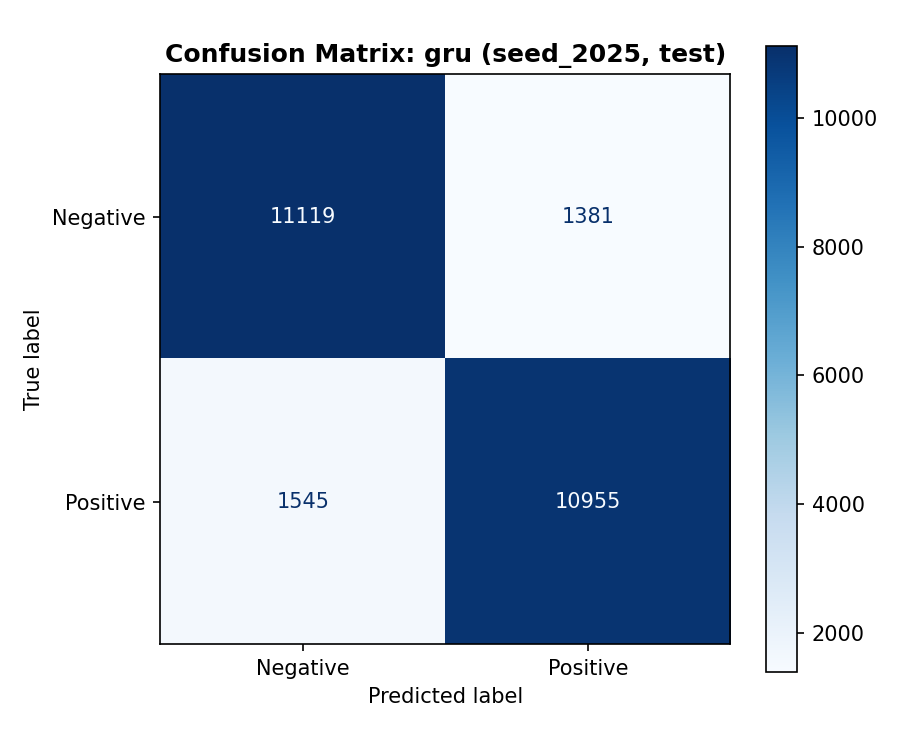 Confusion Matrix: gru (seed_2025, test)
Negative
11119
1381
10000
8000
6000
True label
Positive
1545
10955
4000
2000
Negative
Positive
Predicted label